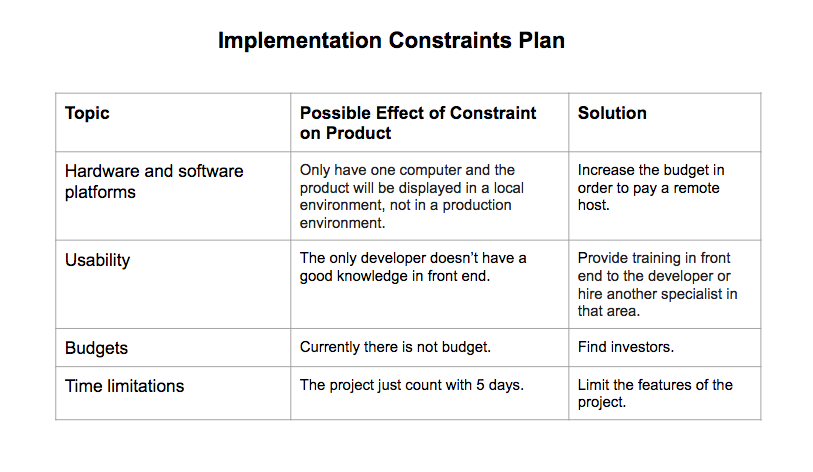 Implementation Constraints Plan
Topic
Possible Effect of Constraint
on Product
Solution
Hardware and software
platforms
Only have one computer and the
product will be displayed in a local
environment, not in a production
environment.
Increase the budget in
order to pay a remote
host.
Usability
The only developer doesn’t have a
good knowledge in front end.
Provide training in front
end to the developer or
hire another specialist in
that area.
Budgets
Currently there is not budget.
Find investors.
Time limitations
The project just count with 5 days.
Limit the features of the
project.